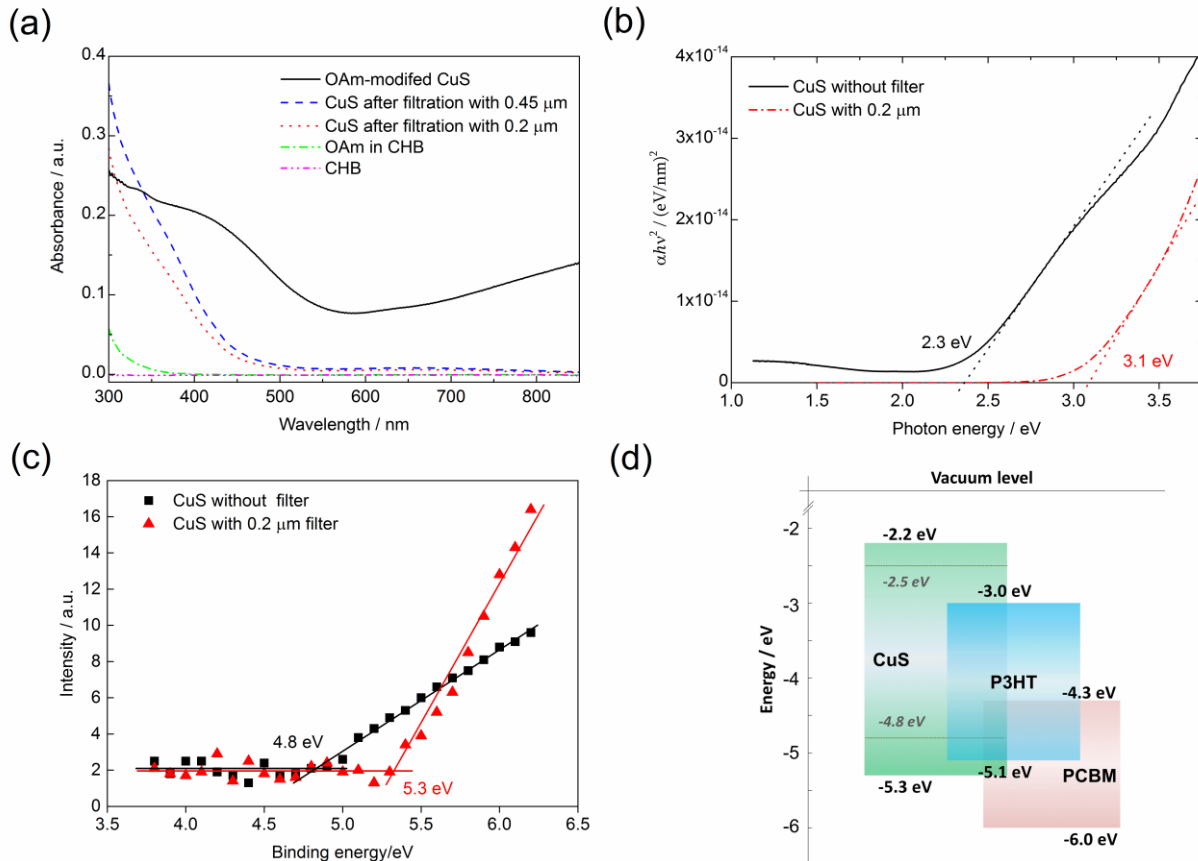 (a)
0.4
0.3
0.2
0.1
0.0
Absorbance / a.u.
OAm-modifed CuS
CuS after filtration with 0.45 μm
CuS after filtration with 0.2 μm
OAm in CHB
CHB
300 400 500 600 700 800
Wavelength / nm
(b)
4x10-14
3x10-14
2x10-14
1x10-14
0
αhν² / (eV/nm)²
CuS without filter
CuS with 0.2 μm
2.3 eV
3.1 eV
1.0 1.5 2.0 2.5 3.0 3.5
Photon energy / eV
(c)
18
16
14
12
10
8
6
4
2
0
Intensity / a.u.
CuS without filter
CuS with 0.2 μm filter
4.8 eV
5.3 eV
3.5 4.0 4.5 5.0 5.5 6.0 6.5
Binding energy/eV
(d)
Vacuum level
-2
-3
-4
-5
-6
Energy / eV
-2.2 eV
-2.5 eV
-3.0 eV
CuS
P3HT
-4.3 eV
-4.8 eV
-5.1 eV
PCBM
-5.3 eV
-6.0 eV